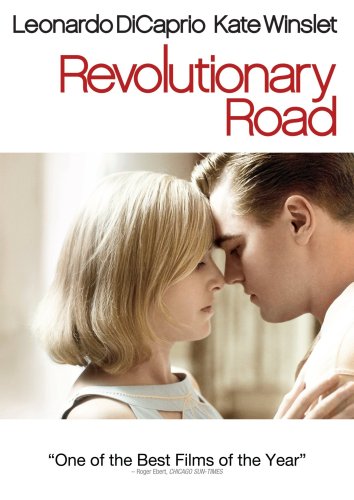 Leonardo DiCaprio Kate Winslet
Revolutionary
Road
“One of the Best Films of the Year”
– Roger Ebert, CHICAGO SUN-TIMES